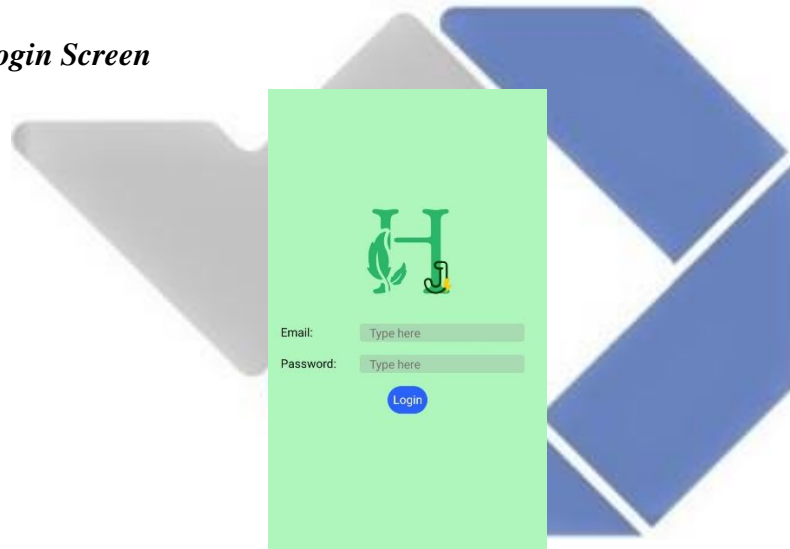 ogin Screen
H
J
Email: Type here
Password: Type here
Login